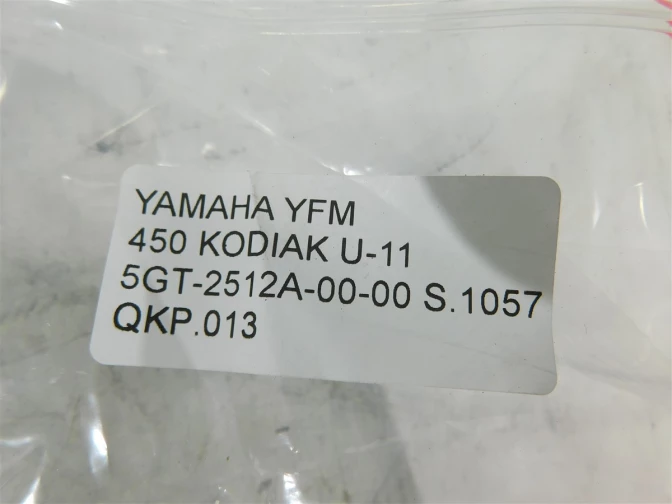 YAMAHA YFM
450 KODIAK U-11
5GT-2512A-00-00 S.1057
QKP.013